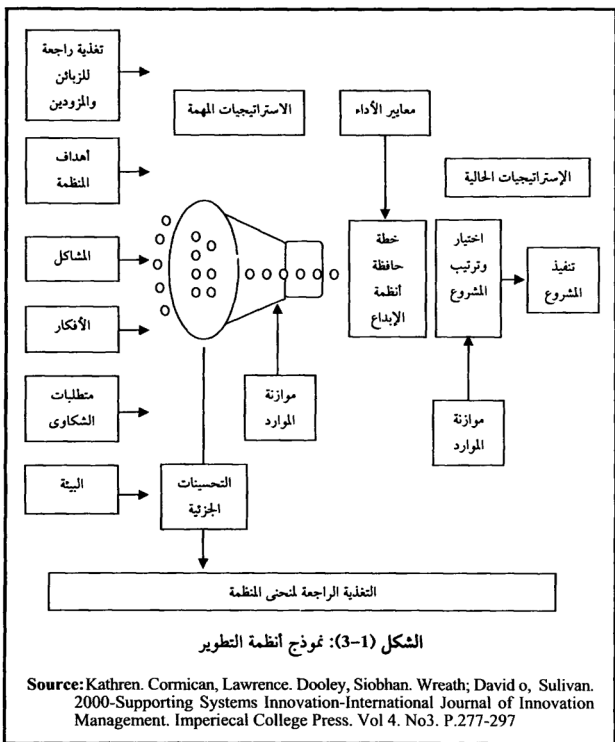 تغذية راجعة
للزبائن
والمزودين
الاستراتيجيات المهمة
معايير الأداء
أهداف
المنظمة
الإستراتيجيات الحالية
المشاكل
خطة
حافظة
أنظمة
الإبداع
اختيار
وترتيب
المشروع
تنفيذ
المشروع
الأفكار
متطلبات
الشكاوى
موازنة
الموارد
موازنة
الموارد
البيئة
التحسينات
الجزئية
التغذية الراجعة لمنحنى المنظمة
الشكل (1-3): نموذج أنظمة التطوير
Source: Kathren. Cormican, Lawrence. Dooley, Siobhan. Wreath; David o, Sulivan.
2000-Supporting Systems Innovation-International Journal of Innovation
Management. Imperiecal College Press. Vol 4. No3. P.277-297